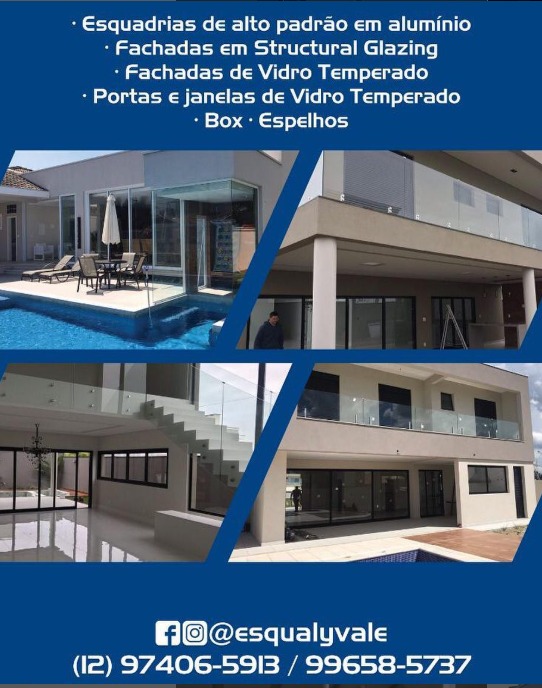 · Esquadrias de alto padrão em alumínio
· Fachadas em Structural Glazing
· Fachadas de Vidro Temperado
· Portas e janelas de Vidro Temperado
· Box · Espelhos
@esqualyvale
(12) 97406-5913 / 99658-5737